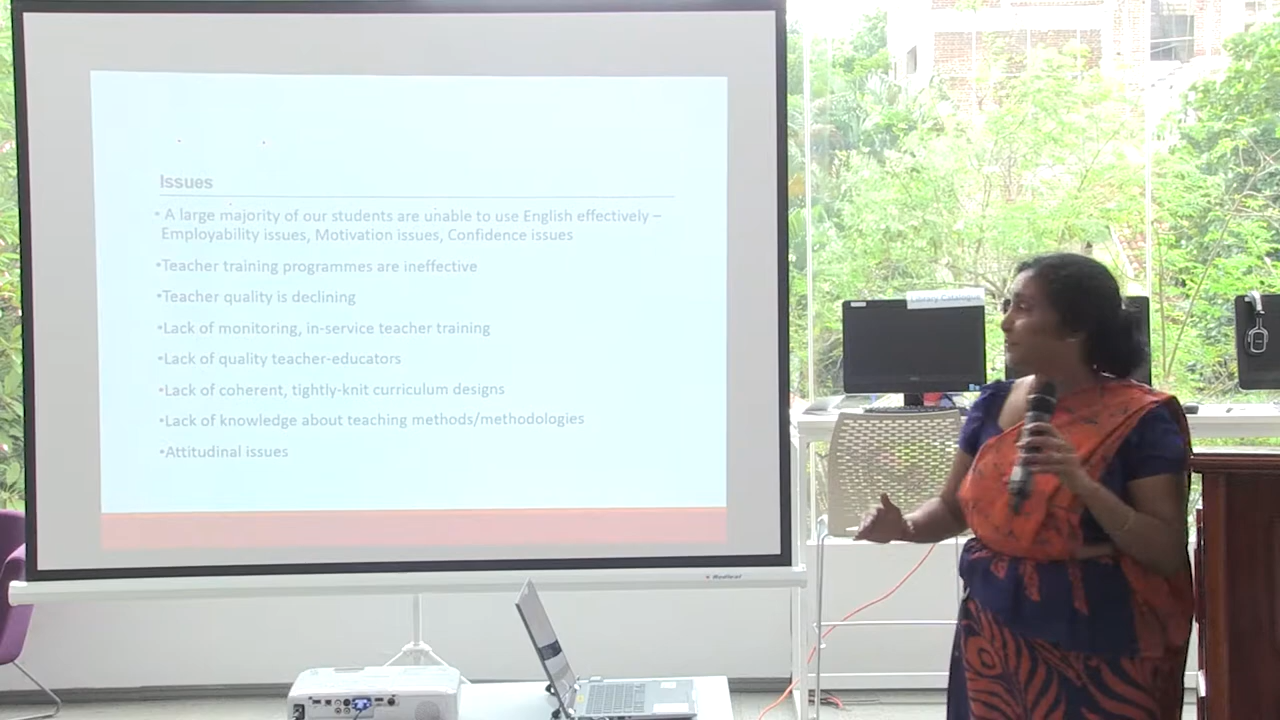 Issues
• A large majority of our students are unable to use English effectively –
Employability issues, Motivation issues, Confidence issues
•Teacher training programmes are ineffective
•Teacher quality is declining
•Lack of monitoring, in-service teacher training
•Lack of quality teacher-educators
•Lack of coherent, tightly-knit curriculum designs
•Lack of knowledge about teaching methods/methodologies
•Attitudinal issues
Library Catalogue